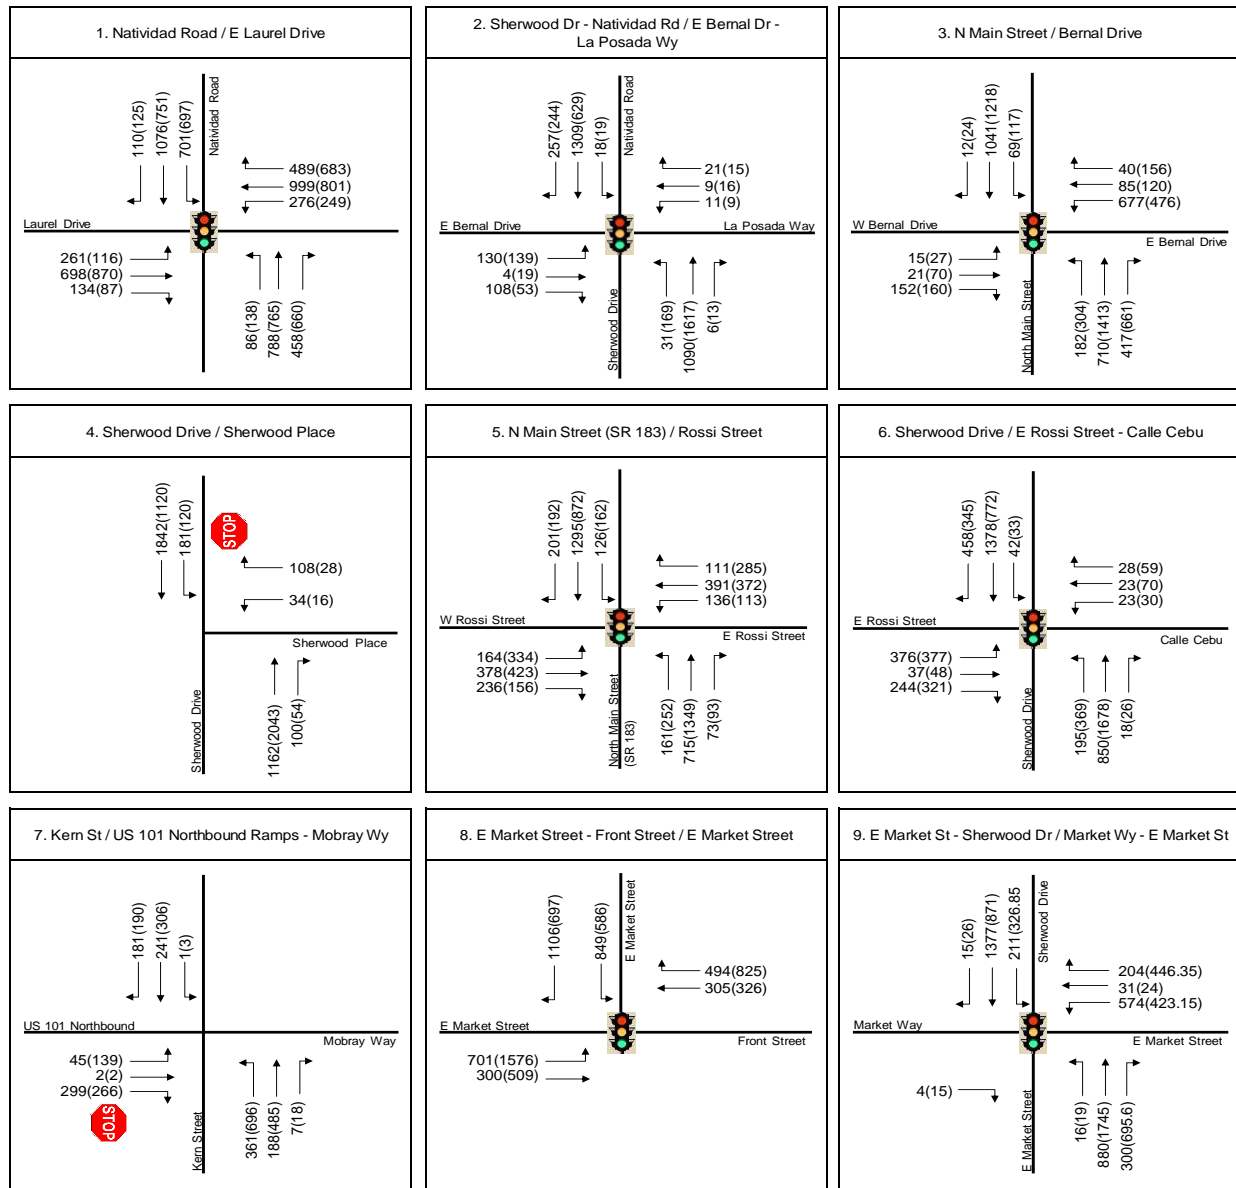 1. Natividad Road / E Laurel Drive
110(125)
1076(751)
701(697)
Natividad Road
489(683)
999(801)
276(249)
Laurel Drive
261(116)
698(870)
134(87)
86(138)
788(765)
458(660)
2. Sherwood Dr - Natividad Rd / E Bernal Dr -
La Posada Wy
257(244)
1309(629)
18(19)
Natividad Road
21(15)
9(16)
11(9)
E Bernal Drive
La Posada Way
130(139)
4(19)
108(53)
Sherwood Drive
31(169)
1090(1617)
6(13)
3. N Main Street / Bernal Drive
12(24)
1041(1218)
69(117)
40(156)
85(120)
677(476)
W Bernal Drive
E Bernal Drive
15(27)
21(70)
152(160)
North Main Street
182(304)
710(1413)
417(661)
4. Sherwood Drive / Sherwood Place
1842(1120)
181(120)
STOP
108(28)
34(16)
Sherwood Place
Sherwood Drive
1162(2043)
100(54)
5. N Main Street (SR 183) / Rossi Street
201(192)
1295(872)
126(162)
111(285)
391(372)
136(113)
W Rossi Street
E Rossi Street
164(334)
378(423)
236(156)
North Main Street
(SR 183)
161(252)
715(1349)
73(93)
6. Sherwood Drive / E Rossi Street - Calle Cebu
458(345)
1378(772)
42(33)
28(59)
23(70)
23(30)
E Rossi Street
Calle Cebu
376(377)
37(48)
244(321)
Sherwood Drive
195(369)
850(1678)
18(26)
7. Kern St / US 101 Northbound Ramps - Mobray Wy
181(190)
241(306)
1(3)
US 101 Northbound
Mobray Way
45(139)
2(2)
299(266)
STOP
Kern Street
361(696)
188(485)
7(18)
8. E Market Street - Front Street / E Market Street
1106(697)
849(586)
E Market Street
494(825)
305(326)
E Market Street
Front Street
701(1576)
300(509)
9. E Market St - Sherwood Dr / Market Wy - E Market St
15(26)
1377(871)
211(326.85
Sherwood Drive
204(446.35)
31(24)
574(423.15)
Market Way
E Market Street
4(15)
E Market Street
16(19)
880(1745)
300(695.6)